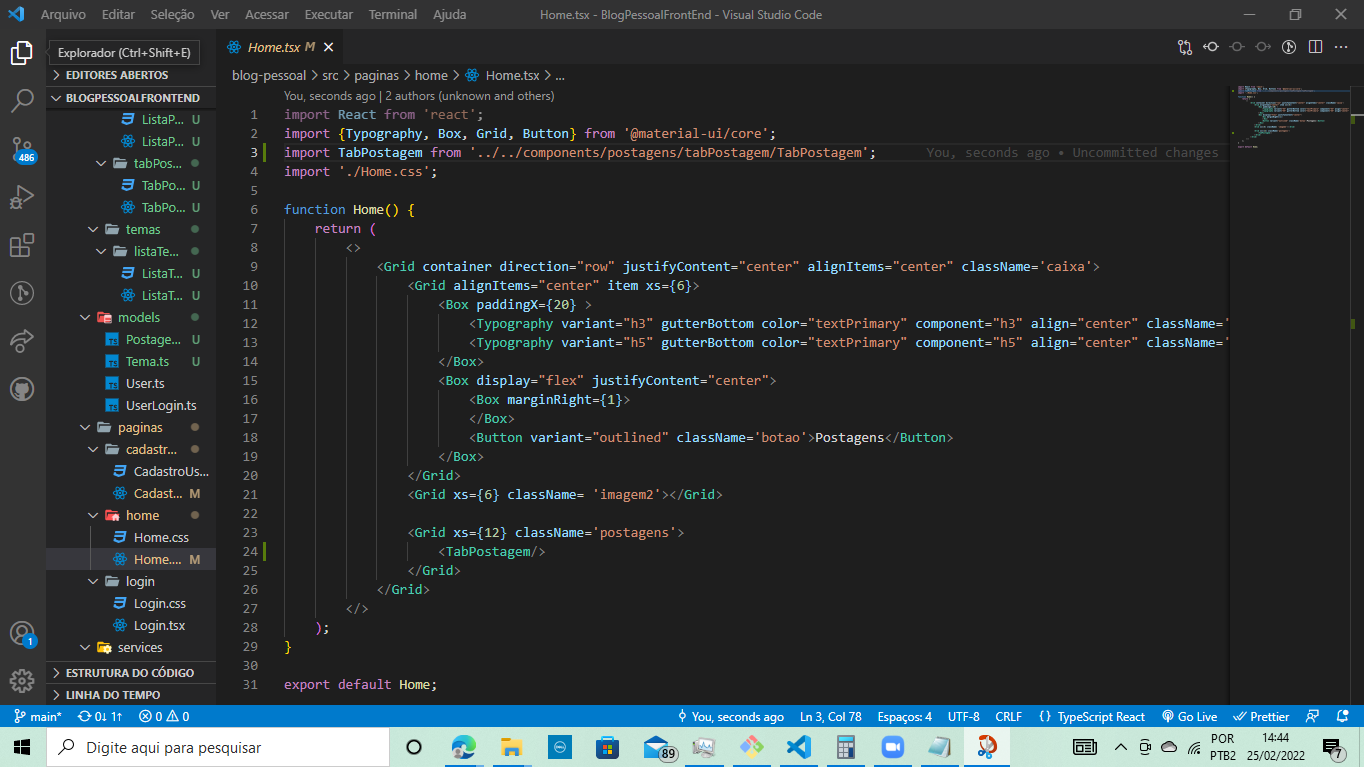 Arquivo Editar Seleção Ver Acessar Executar Terminal Ajuda
Home.tsx - BlogPessoalFrontEnd - Visual Studio Code
Explorador (Ctrl+Shift+E)
EDITORES ABERTOS
BLOGPESSOALFRONTEND
ListaP... U
ListaP... U
tabPos...
TabPo... U
TabPo... U
temas
listaTe...
ListaT... U
ListaT... U
models
Postage... U
Tema.ts U
User.ts
UserLogin.ts
paginas
cadastr...
CadastroUs...
Cadast... M
home
Home.css
Home.... M
login
Login.css
Login.tsx
services
ESTRUTURA DO CÓDIGO
LINHA DO TEMPO
486
1
Home.tsx M
blog-pessoal > src > paginas > home > Home.tsx > ...
You, seconds ago | 2 authors (unknown and others)
1 import React from 'react';
2 import {Typography, Box, Grid, Button} from '@material-ui/core';
3 import TabPostagem from '../../components/postagens/tabPostagem/TabPostagem'; You, seconds ago • Uncommitted changes
4 import './Home.css';
5
6 function Home() {
7 return (
8 <>
9 <Grid container direction="row" justifyContent="center" alignItems="center" className='caixa'>
10 <Grid alignItems="center" item xs={6}>
11 <Box paddingX={20} >
12 <Typography variant="h3" gutterBottom color="textPrimary" component="h3" align="center" className='
13 <Typography variant="h5" gutterBottom color="textPrimary" component="h5" align="center" className='
14 </Box>
15 <Box display="flex" justifyContent="center">
16 <Box marginRight={1}>
17 </Box>
18 <Button variant="outlined" className='botao'>Postagens</Button>
19 </Box>
20 </Grid>
21 <Grid xs={6} className= 'imagem2'></Grid>
22
23 <Grid xs={12} className='postagens'>
24 <TabPostagem/>
25 </Grid>
26 </Grid>
27 </>
28 );
29 }
30
31 export default Home;
main* 0↓ 1↑ 0 0
You, seconds ago Ln 3, Col 78 Espaços: 4 UTF-8 CRLF {} TypeScript React Go Live Prettier
Digite aqui para pesquisar
89
POR
PTB2
14:44
25/02/2022
7